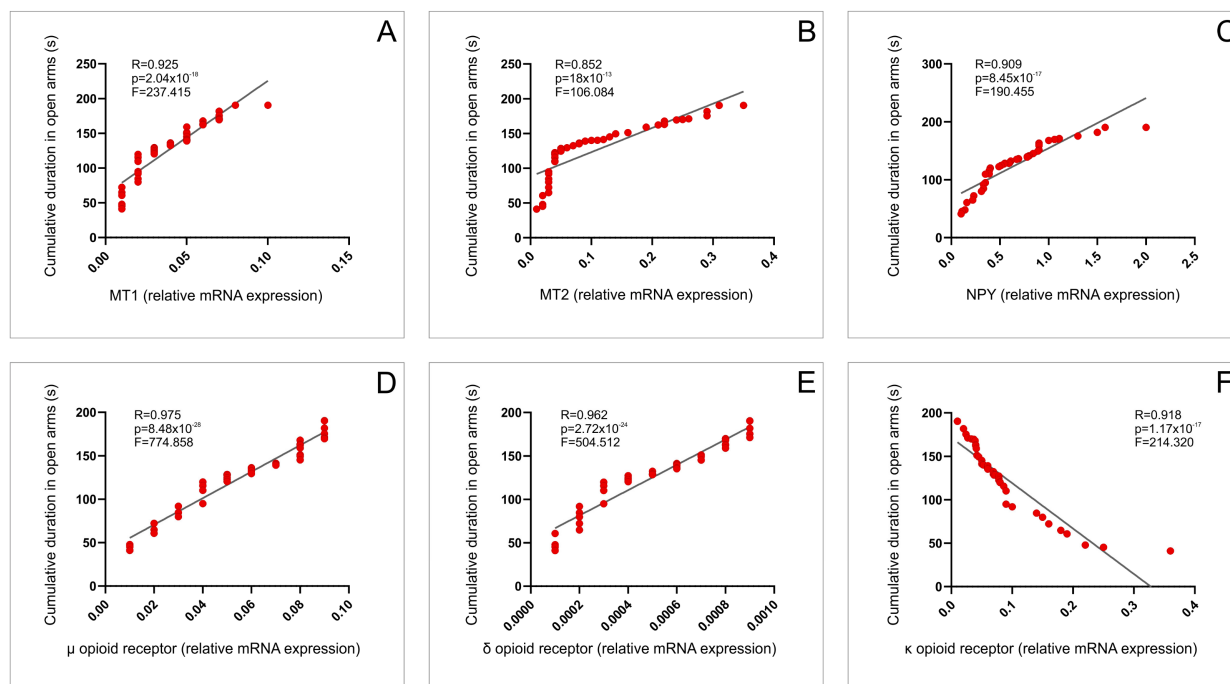 A
R=0.925
p=2.04x10⁻¹⁸
F=237.415
Cumulative duration in open arms (s)
250
200
150
100
50
0
0.00
0.05
0.10
0.15
MT1 (relative mRNA expression)
B
R=0.852
p=18x10⁻¹³
F=106.084
Cumulative duration in open arms (s)
250
200
150
100
50
0
0.0
0.1
0.2
0.3
0.4
MT2 (relative mRNA expression)
C
R=0.909
p=8.45x10⁻¹⁷
F=190.455
Cumulative duration in open arms (s)
300
200
100
0
0.0
0.5
1.0
1.5
2.0
2.5
NPY (relative mRNA expression)
D
R=0.975
p=8.48x10⁻²⁸
F=774.858
Cumulative duration in open arms (s)
200
150
100
50
0
0.00
0.02
0.04
0.06
0.08
0.10
μ opioid receptor (relative mRNA expression)
E
R=0.962
p=2.72x10⁻²⁴
F=504.512
Cumulative duration in open arms (s)
200
150
100
50
0
0.0000
0.0002
0.0004
0.0006
0.0008
0.0010
δ opioid receptor (relative mRNA expression)
F
R=0.918
p=1.17x10⁻¹⁷
F=214.320
Cumulative duration in open arms (s)
200
150
100
50
0
0.0
0.1
0.2
0.3
0.4
κ opioid receptor (relative mRNA expression)